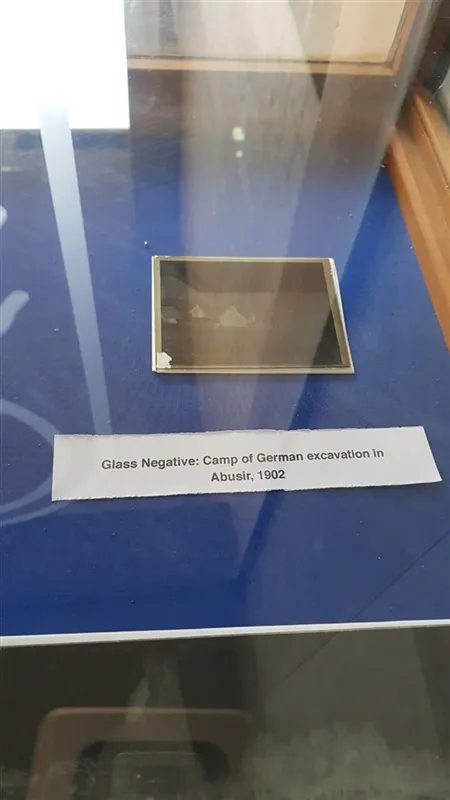 Glass Negative: Camp of German excavation in
Abusir, 1902